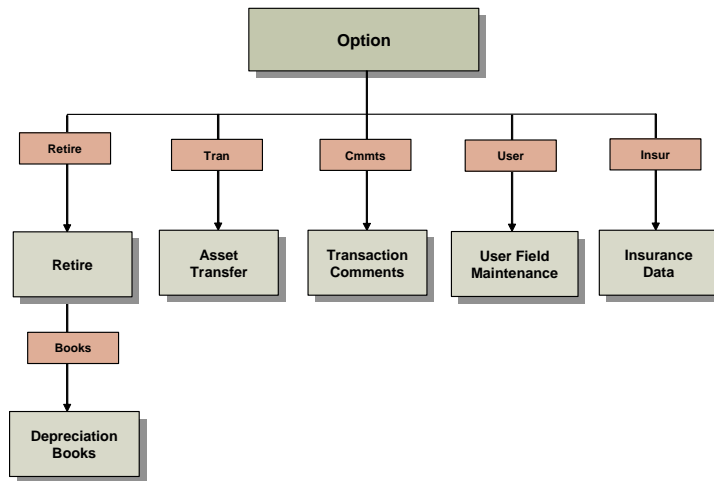 Option
Retire
Tran
Cmmts
User
Insur
Retire
Asset
Transfer
Transaction
Comments
User Field
Maintenance
Insurance
Data
Books
Depreciation
Books